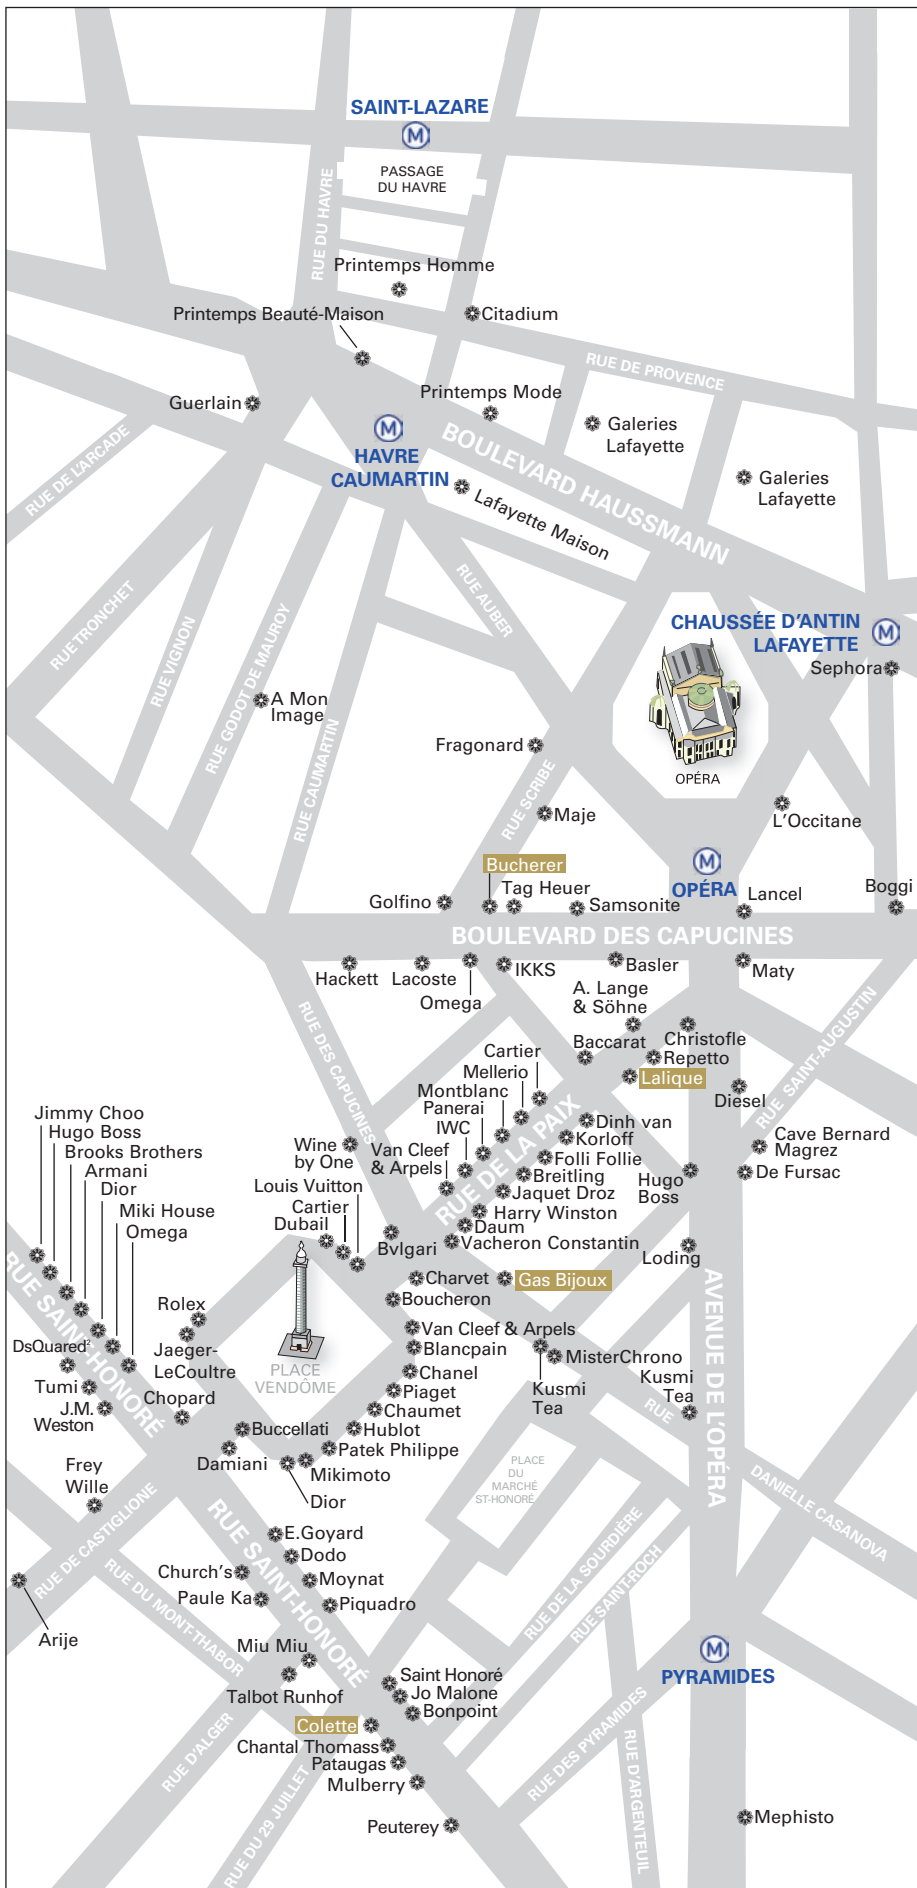 SAINT-LAZARE
M
PASSAGE
DU HAVRE
RUE DU HAVRE
Printemps Homme
Printemps Beauté-Maison
Citadium
RUE DE PROVENCE
Printemps Mode
Guerlain
Galeries
Lafayette
M
HAVRE
CAUMARTIN
BOULEVARD HAUSSMANN
RUE DE L'ARCADE
Galeries
Lafayette
Lafayette Maison
RUE AUBER
RUE TRONCHET
RUE VIGNON
RUE GODOT DE MAUROY
CHAUSSÉE D'ANTIN
LAFAYETTE
M
Sephora
A Mon
Image
RUE CAUMARTIN
Fragonard
OPÉRA
RUE SCRIBE
Maje
L'Occitane
Bucherer
M
OPÉRA
Tag Heuer
Golfino
Samsonite
Lancel
Boggi
BOULEVARD DES CAPUCINES
Hackett
Lacoste
Omega
IKKS
Basler
Maty
A. Lange
& Söhne
RUE DES CAPUCINES
RUE SAINT-AUGUSTIN
Baccarat
Christofle
Repetto
Lalique
Diesel
Cartier
Mellerio
Montblanc
Panerai
IWC
Van Cleef
& Arpels
RUE DE LA PAIX
Dinh van
Korloff
Folli Follie
Breitling
Jaquet Droz
Harry Winston
Daum
Vacheron Constantin
Cave Bernard
Magrez
De Fursac
Hugo
Boss
Loding
Jimmy Choo
Hugo Boss
Brooks Brothers
Armani
Dior
Miki House
Omega
Wine
by One
Louis Vuitton
Cartier
Dubail
Bvlgari
Charvet
Gas Bijoux
Boucheron
RUE SAINT-HONORÉ
Rolex
Jaeger-
LeCoultre
DsQuared²
Tumi
J.M.
Weston
Chopard
PLACE
VENDÔME
Van Cleef & Arpels
Blancpain
Chanel
Piaget
Chaumet
Hublot
Patek Philippe
Mikimoto
Dior
Buccellati
Damiani
MisterChrono
Kusmi
Tea
Kusmi
Tea
AVENUE DE L'OPÉRA
RUE
DANIELLE CASANOVA
PLACE
DU
MARCHÉ
ST-HONORÉ
Frey
Wille
RUE DE CASTIGLIONE
Arije
RUE DU MONT-THABOR
E.Goyard
Dodo
Church's
Moynat
Paule Ka
Piquadro
RUE SAINT-HONORÉ
RUE DE LA SOURDIÈRE
RUE SAINT-ROCH
M
PYRAMIDES
Miu Miu
Talbot Runhof
Saint Honoré
Jo Malone
Bonpoint
Colette
Chantal Thomass
Pataugas
Mulberry
Peuterey
RUE D'ALGER
RUE DU 29 JUILLET
RUE DES PYRAMIDES
RUE D'ARGENTEUIL
Mephisto